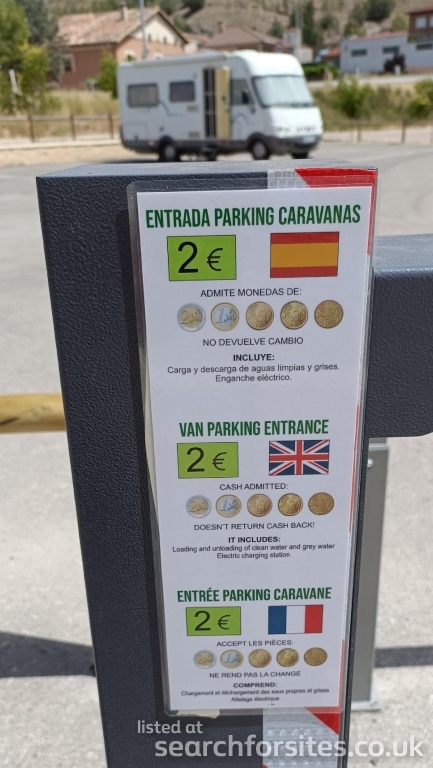 ENTRADA PARKING CARAVANAS
2 €
ADMITE MONEDAS DE:
NO DEVUELVE CAMBIO
INCLUYE:
Carga y descarga de aguas limpias y grises.
Enganche eléctrico.
VAN PARKING ENTRANCE
2 €
CASH ADMITTED:
DOESN'T RETURN CASH BACK!
IT INCLUDES:
Loading and unloading of clean water and grey water
Electric charging station
ENTRÉE PARKING CARAVANE
2 €
ACCEPT LES PIÈCES:
NE REND PAS LA CHANGE
COMPREND:
Chargement et déchargement des eaux propres et grises
Attelage électrique
listed at
searchforsites.co.uk